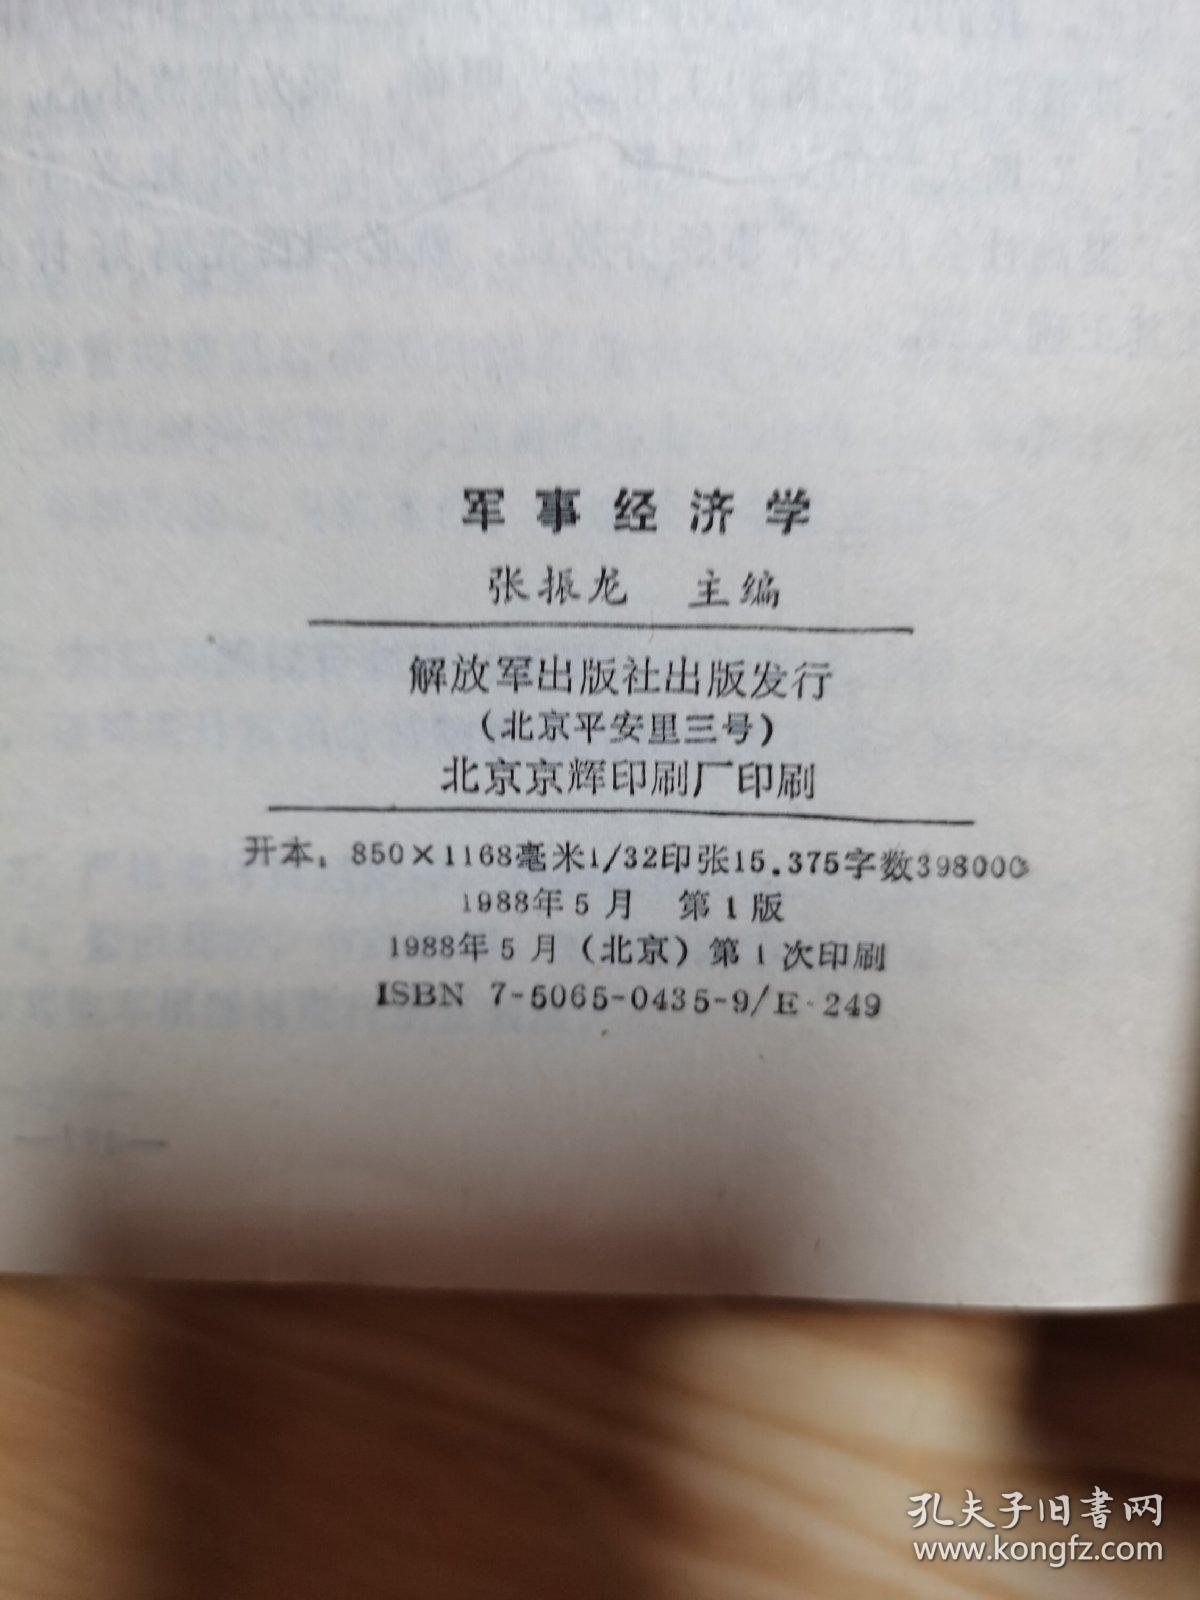 军事经济学
张振龙 主编
解放军出版社出版发行
(北京平安里三号)
北京京辉印刷厂印刷
开本：850×1168毫米1/32印张15.375字数398000
1988年5月 第1版
1988年5月(北京)第1次印刷
ISBN 7-5065-0435-9/E·249
孔夫子旧书网
www.kongfz.com